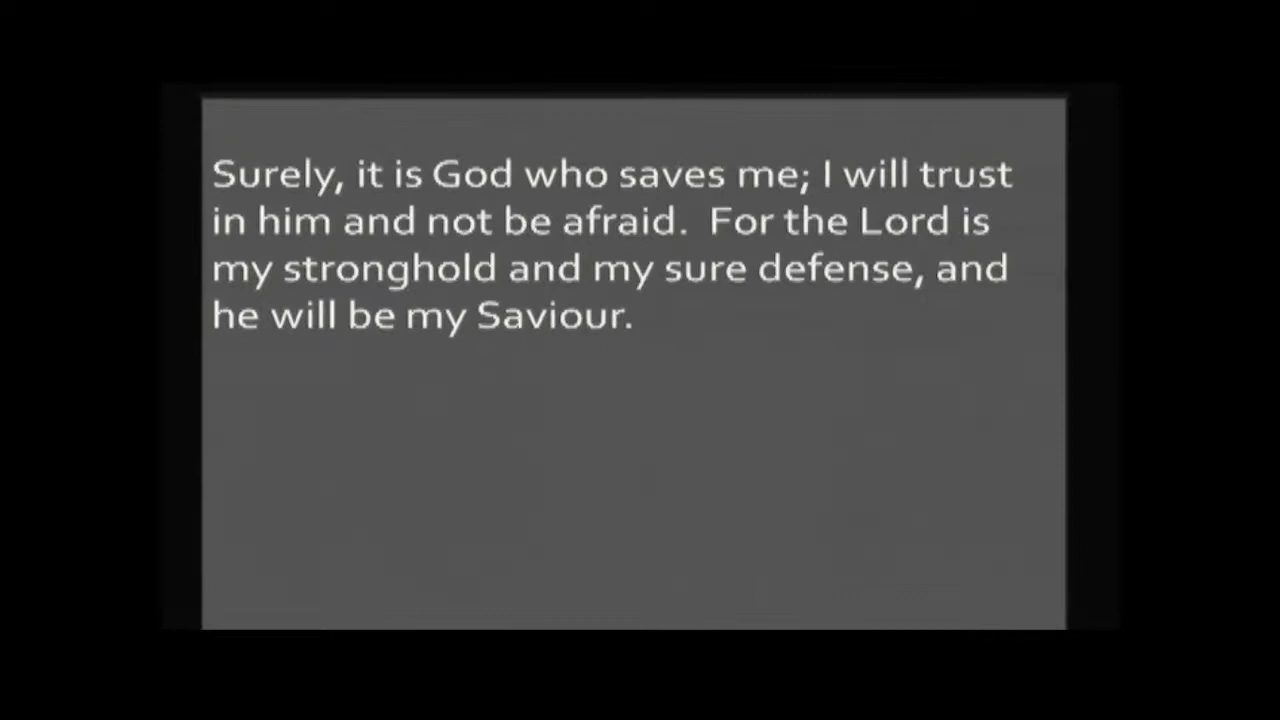 Surely, it is God who saves me; I will trust
in him and not be afraid.  For the Lord is
my stronghold and my sure defense, and
he will be my Saviour.